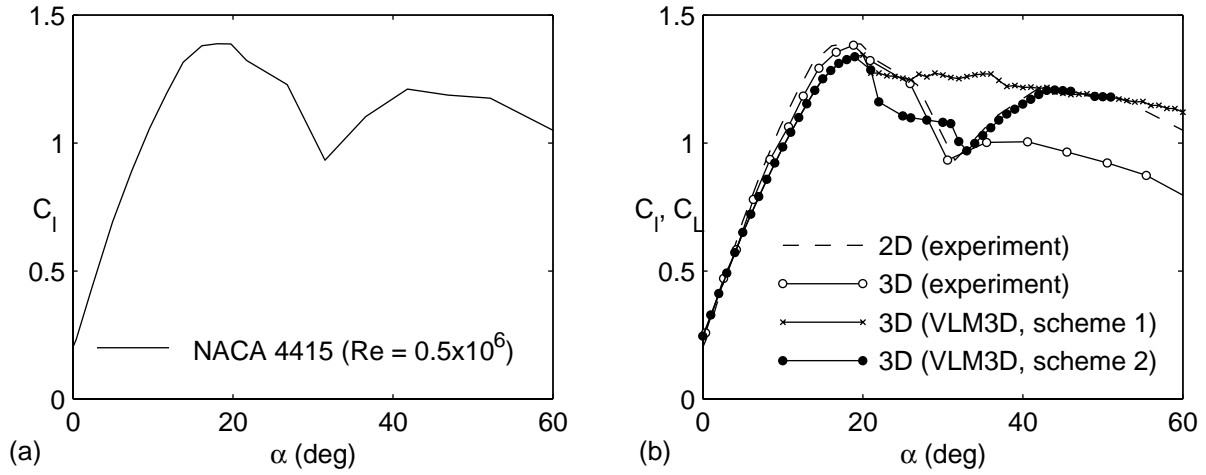 1.5
1
C_l
0.5
0
0 20 40 60
α (deg)
(a)
NACA 4415 (Re = 0.5x10^6)
1.5
1
C_l, C_L
0.5
0
0 20 40 60
α (deg)
(b)
2D (experiment)
3D (experiment)
3D (VLM3D, scheme 1)
3D (VLM3D, scheme 2)